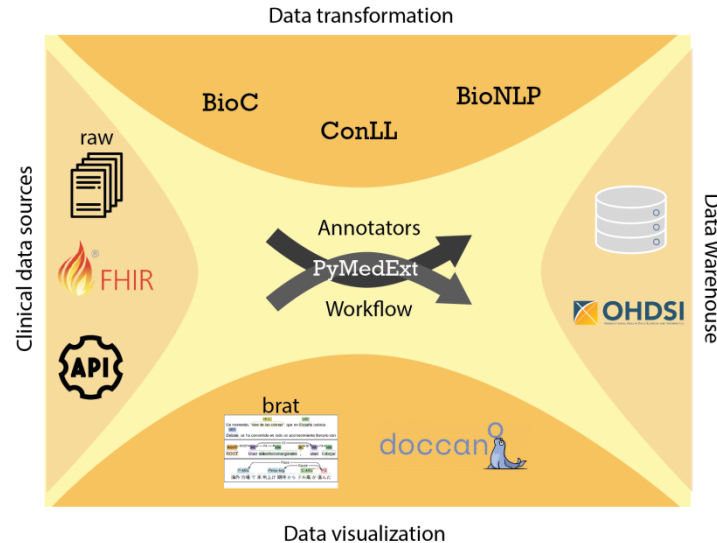 Data transformation
BioC
ConLL
BioNLP
raw
FHIR®
API
Clinical data sources
Annotators
PyMedExt
Workflow
OHDSI
Data Warehouse
brat
doccano
Data visualization